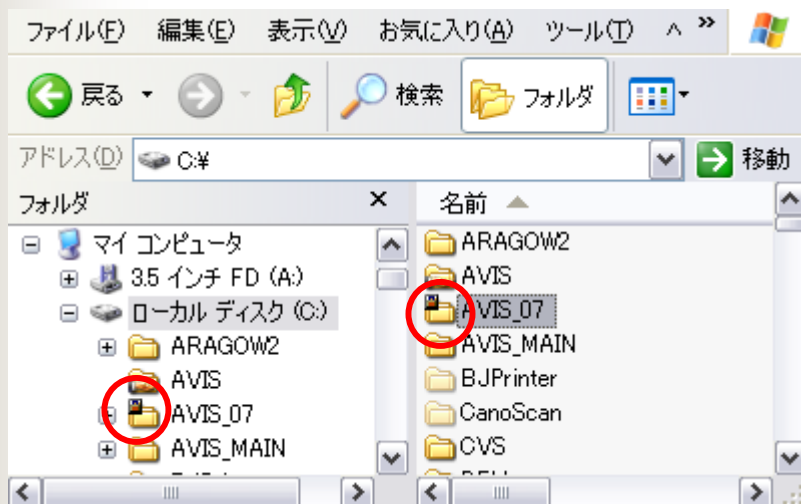 ファイル(F) 編集(E) 表示(V) お気に入り(A) ツール(T) ヘ »
戻る 検索 フォルダ
アドレス(D) C:¥ 移動
フォルダ × 名前
マイ コンピュータ
3.5 インチ FD (A:)
ローカル ディスク (C:)
ARAGOW2
AVIS
AVIS_07
AVIS_MAIN
ARAGOW2
AVIS
AVIS_07
AVIS_MAIN
BJPrinter
CanoScan
CVS